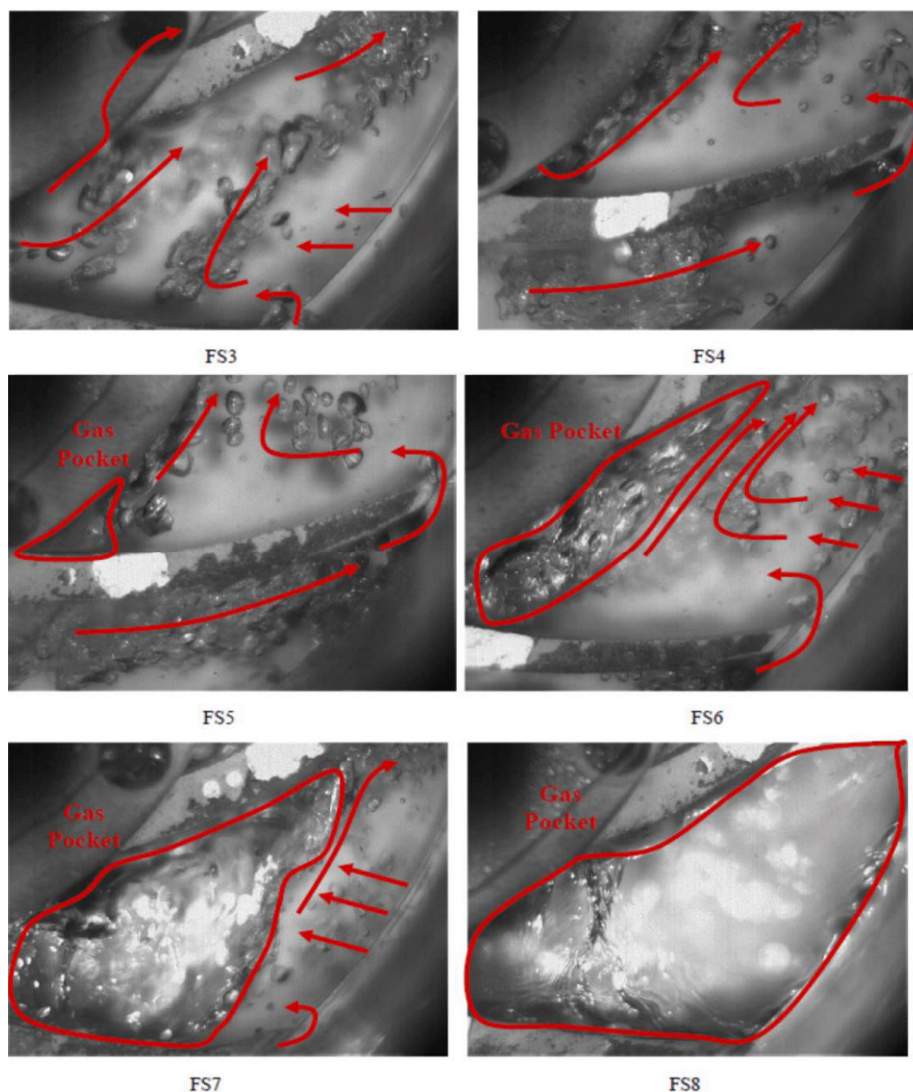 FS3
FS4
Gas
Pocket
Gas Pocket
FS5
FS6
Gas
Pocket
Gas
Pocket
FS7
FS8